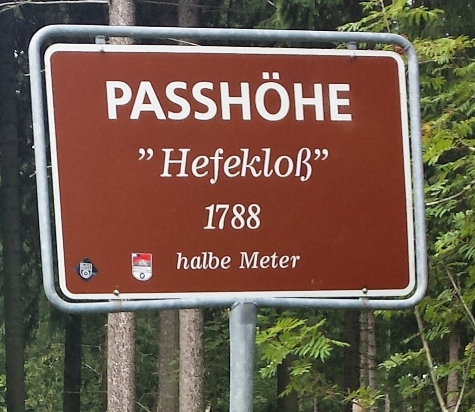 PASSHÖHE
"Hefekloß"
1788
halbe Meter